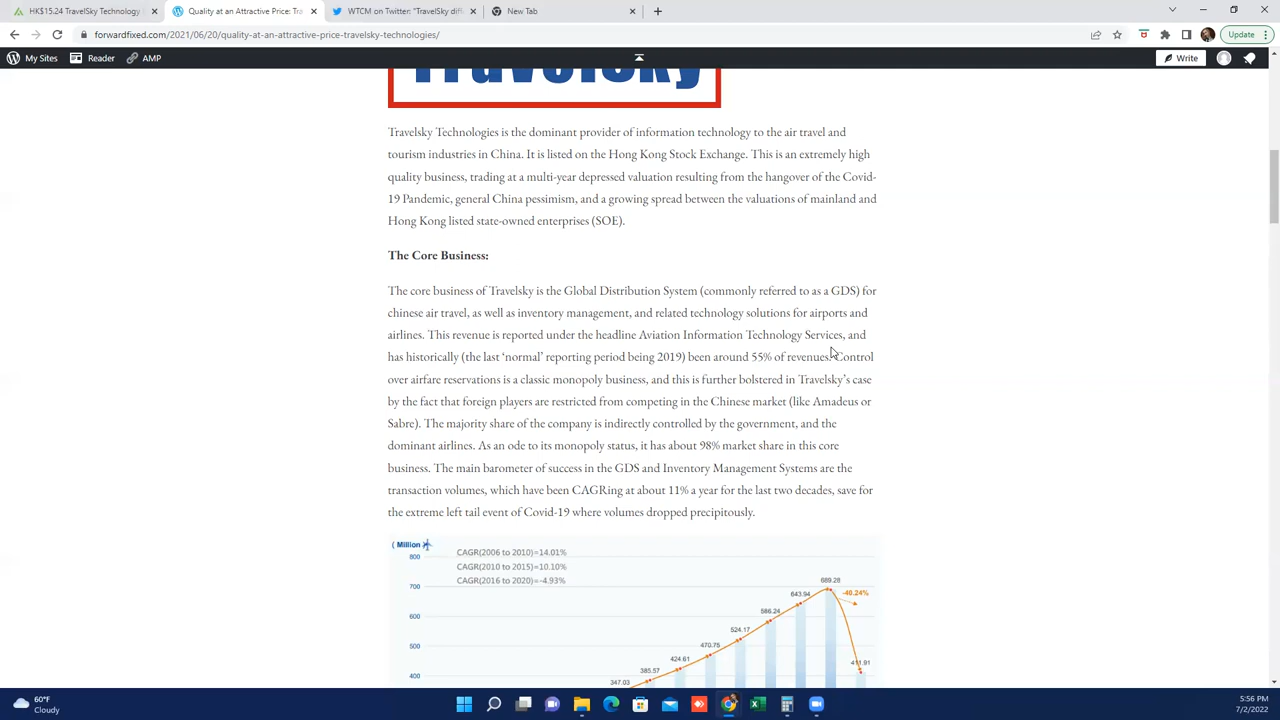 HK$15.24 TravelSky Technology L
Quality at an Attractive Price: Tra
WTCM on Twitter: "TravelSky diff
New Tab
forwardfixed.com/2021/06/20/quality-at-an-attractive-price-travelsky-technologies/
Update
My Sites
Reader
AMP
Write
TravelSky
Travelsky Technologies is the dominant provider of information technology to the air travel and
tourism industries in China. It is listed on the Hong Kong Stock Exchange. This is an extremely high
quality business, trading at a multi-year depressed valuation resulting from the hangover of the Covid-
19 Pandemic, general China pessimism, and a growing spread between the valuations of mainland and
Hong Kong listed state-owned enterprises (SOE).
The Core Business:
The core business of Travelsky is the Global Distribution System (commonly referred to as a GDS) for
chinese air travel, as well as inventory management, and related technology solutions for airports and
airlines. This revenue is reported under the headline Aviation Information Technology Services, and
has historically (the last 'normal' reporting period being 2019) been around 55% of revenues. Control
over airfare reservations is a classic monopoly business, and this is further bolstered in Travelsky's case
by the fact that foreign players are restricted from competing in the Chinese market (like Amadeus or
Sabre). The majority share of the company is indirectly controlled by the government, and the
dominant airlines. As an ode to its monopoly status, it has about 98% market share in this core
business. The main barometer of success in the GDS and Inventory Management Systems are the
transaction volumes, which have been CAGRing at about 11% a year for the last two decades, save for
the extreme left tail event of Covid-19 where volumes dropped precipitously.
( Million )
800
700
600
500
400
CAGR(2006 to 2010)=14.01%
CAGR(2010 to 2015)=10.10%
CAGR(2016 to 2020)=-4.93%
347.03
385.57
424.61
470.75
524.17
586.24
643.94
689.28
-40.24%
411.91
60°F
Cloudy
5:56 PM
7/2/2022